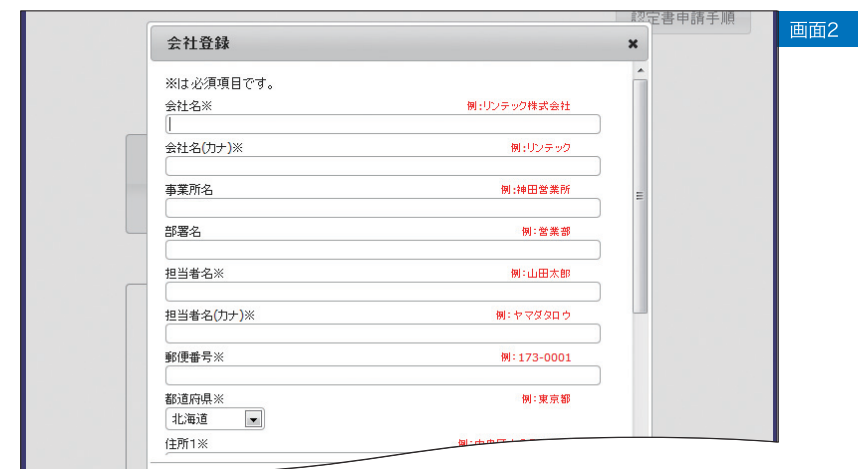 認定書申請手順
画面2
会社登録
※は必須項目です。
会社名※ 例:リンテック株式会社
会社名(カナ)※ 例:リンテック
事業所名 例:神田営業所
部署名 例:営業部
担当者名※ 例:山田太郎
担当者名(カナ)※ 例:ヤマダタロウ
郵便番号※ 例:173-0001
都道府県※ 例:東京都
北海道
住所1※